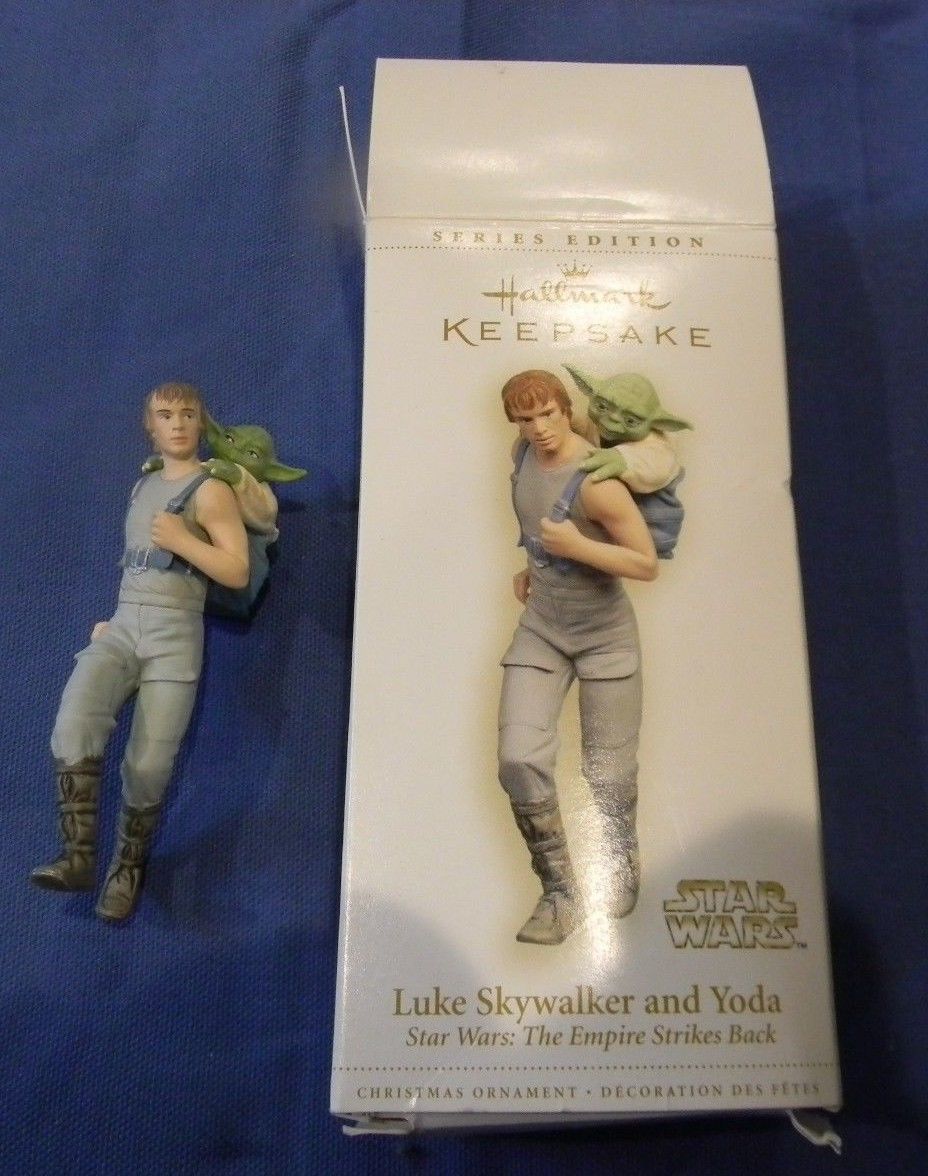 SERIES EDITION
Hallmark
KEEPSAKE
STAR
WARS™
Luke Skywalker and Yoda
Star Wars: The Empire Strikes Back
CHRISTMAS ORNAMENT • DÉCORATION DES FÊTES